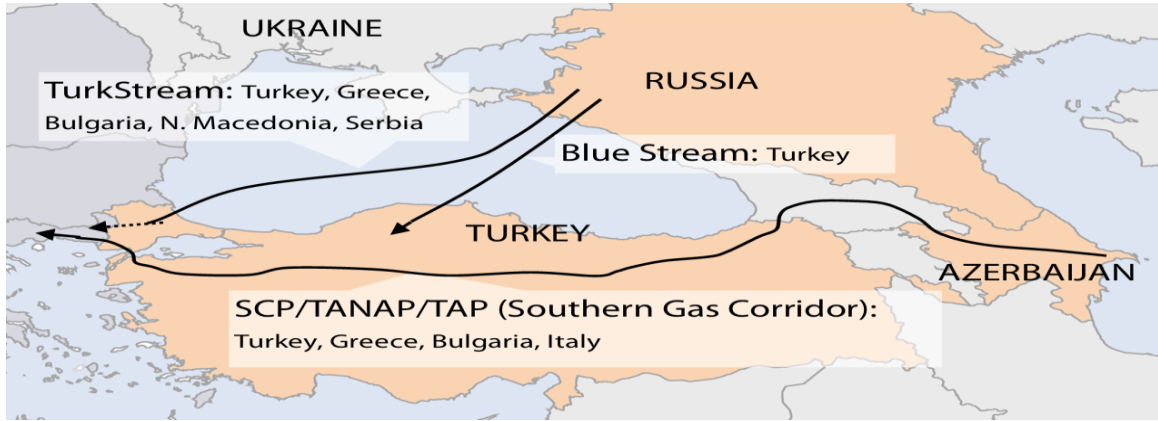 UKRAINE
RUSSIA
TurkStream: Turkey, Greece,
Bulgaria, N. Macedonia, Serbia
Blue Stream: Turkey
TURKEY
AZERBAIJAN
SCP/TANAP/TAP (Southern Gas Corridor):
Turkey, Greece, Bulgaria, Italy